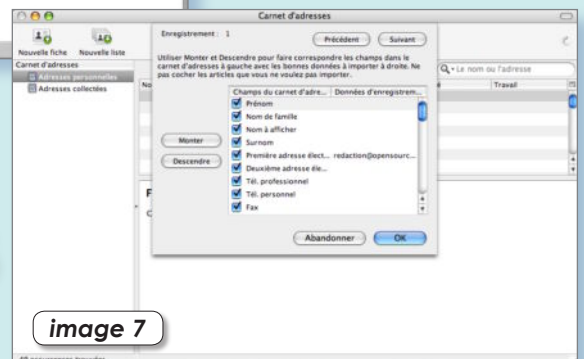 Carnet d'adresses
Nouvelle fiche Nouvelle liste
Carnet d'adresses
Adresses personnelles
Adresses collectées
Le nom ou l'adresse
Travail
Enregistrement : 1
Précédent Suivant
Utiliser Monter et Descendre pour faire correspondre les champs dans le
carnet d'adresses à gauche avec les bonnes données à importer à droite. Ne
pas cocher les articles que vous ne voulez pas importer.
Champs du carnet d'adre... Données d'enregistrem...
Prénom
Nom de famille
Nom à afficher
Surnom
Première adresse élect... redaction@opensourc...
Deuxième adresse éle...
Tél. professionnel
Tél. personnel
Fax
Monter
Descendre
Abandonner OK
image 7